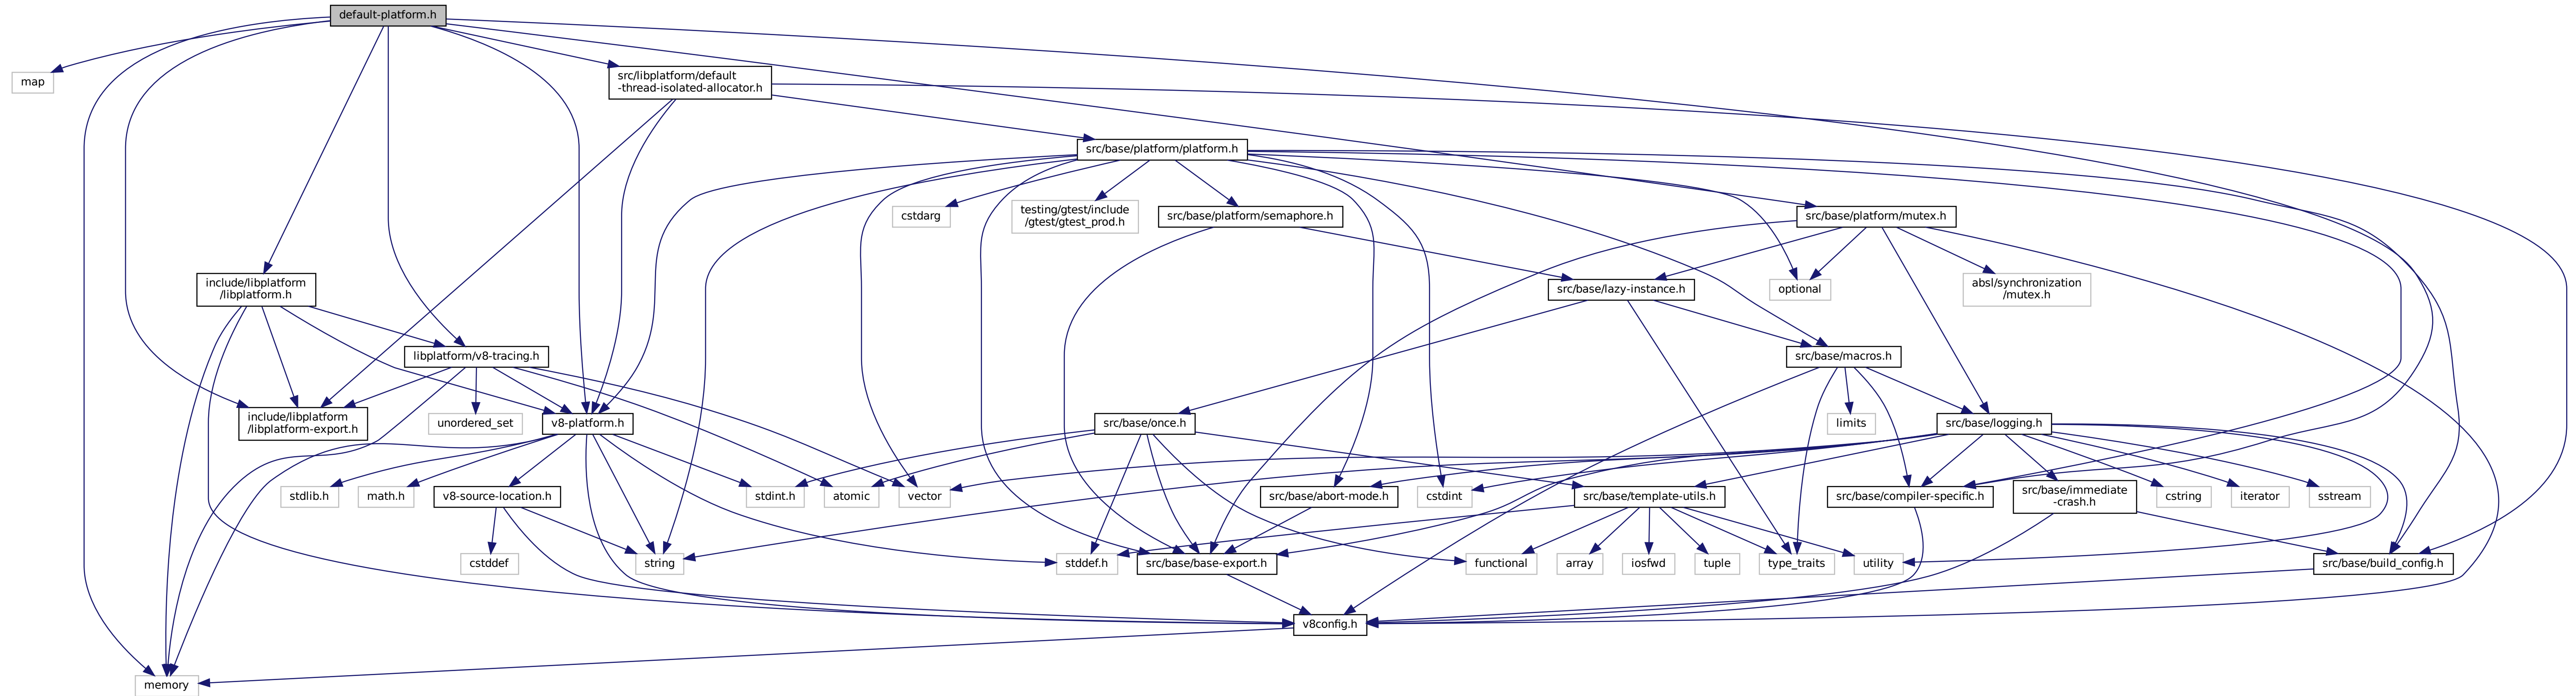 default-platform.h
map
src/libplatform/default
-thread-isolated-allocator.h
src/base/platform/platform.h
cstdarg
testing/gtest/include
/gtest/gtest_prod.h
src/base/platform/semaphore.h
src/base/platform/mutex.h
include/libplatform
/libplatform.h
src/base/lazy-instance.h
optional
absl/synchronization
/mutex.h
libplatform/v8-tracing.h
src/base/macros.h
include/libplatform
/libplatform-export.h
unordered_set
v8-platform.h
src/base/once.h
limits
src/base/logging.h
stdlib.h
math.h
v8-source-location.h
stdint.h
atomic
vector
src/base/abort-mode.h
cstdint
src/base/template-utils.h
src/base/compiler-specific.h
src/base/immediate
-crash.h
cstring
iterator
sstream
cstddef
string
stddef.h
src/base/base-export.h
functional
array
iosfwd
tuple
type_traits
utility
src/base/build_config.h
v8config.h
memory